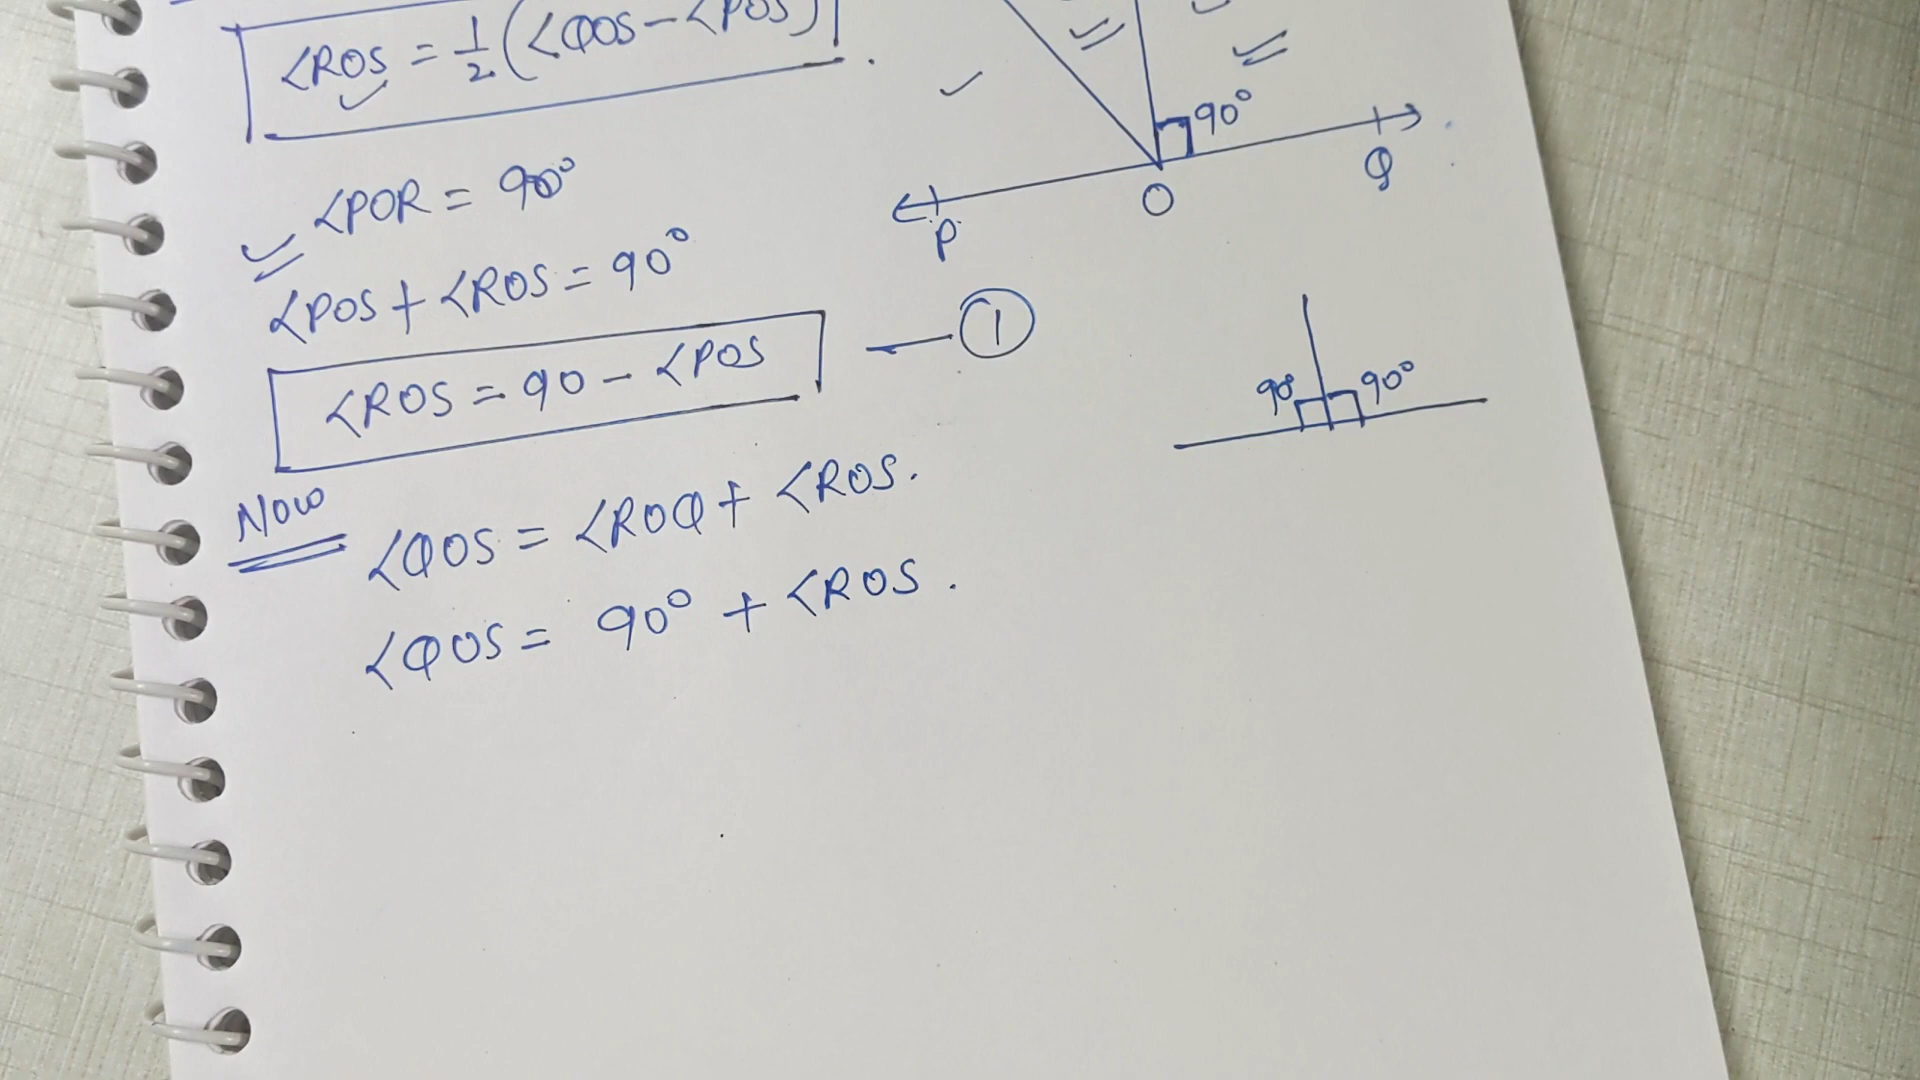 ∠ROS = 1/2 (∠QOS - ∠POS)
∠POR = 90°
∠POS + ∠ROS = 90°
∠ROS = 90 - ∠POS — ①
Now ∠QOS = ∠ROQ + ∠ROS.
∠QOS = 90° + ∠ROS.
90°
P O Q
90° 90°